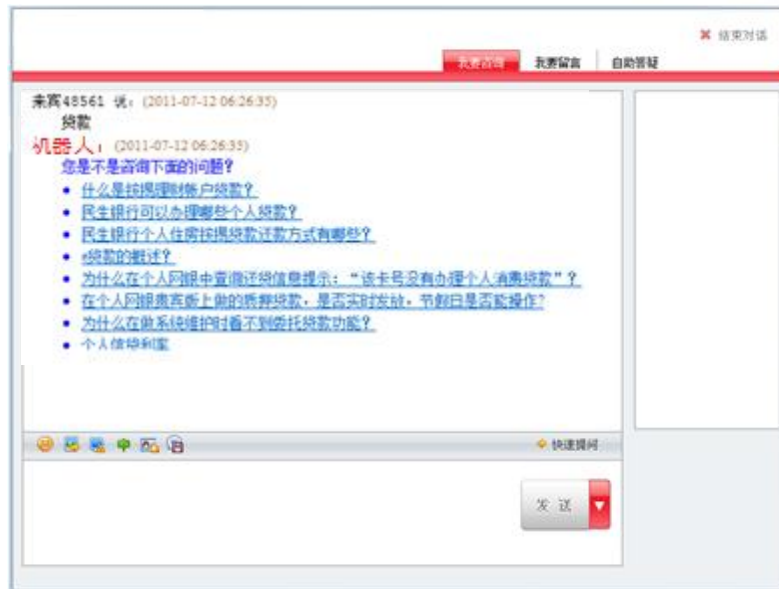 结束对话
我要咨询 我要留言 自助答疑
来宾48561 说：(2011-07-12 06:26:35)
贷款
机器人：(2011-07-12 06:26:35)
您是不是咨询下面的问题？
什么是按揭理财帐户贷款？
民生银行可以办理哪些个人贷款？
民生银行个人住房按揭贷款还款方式有哪些？
e贷款的概述？
为什么在个人网银中查询还贷信息提示：“该卡号没有办理个人消费贷款”？
在个人网银贵宾版上做的质押贷款，是否实时发放，节假日是否能操作？
为什么在做系统维护时看不到委托贷款功能？
个人信贷利率
快速提问
发 送